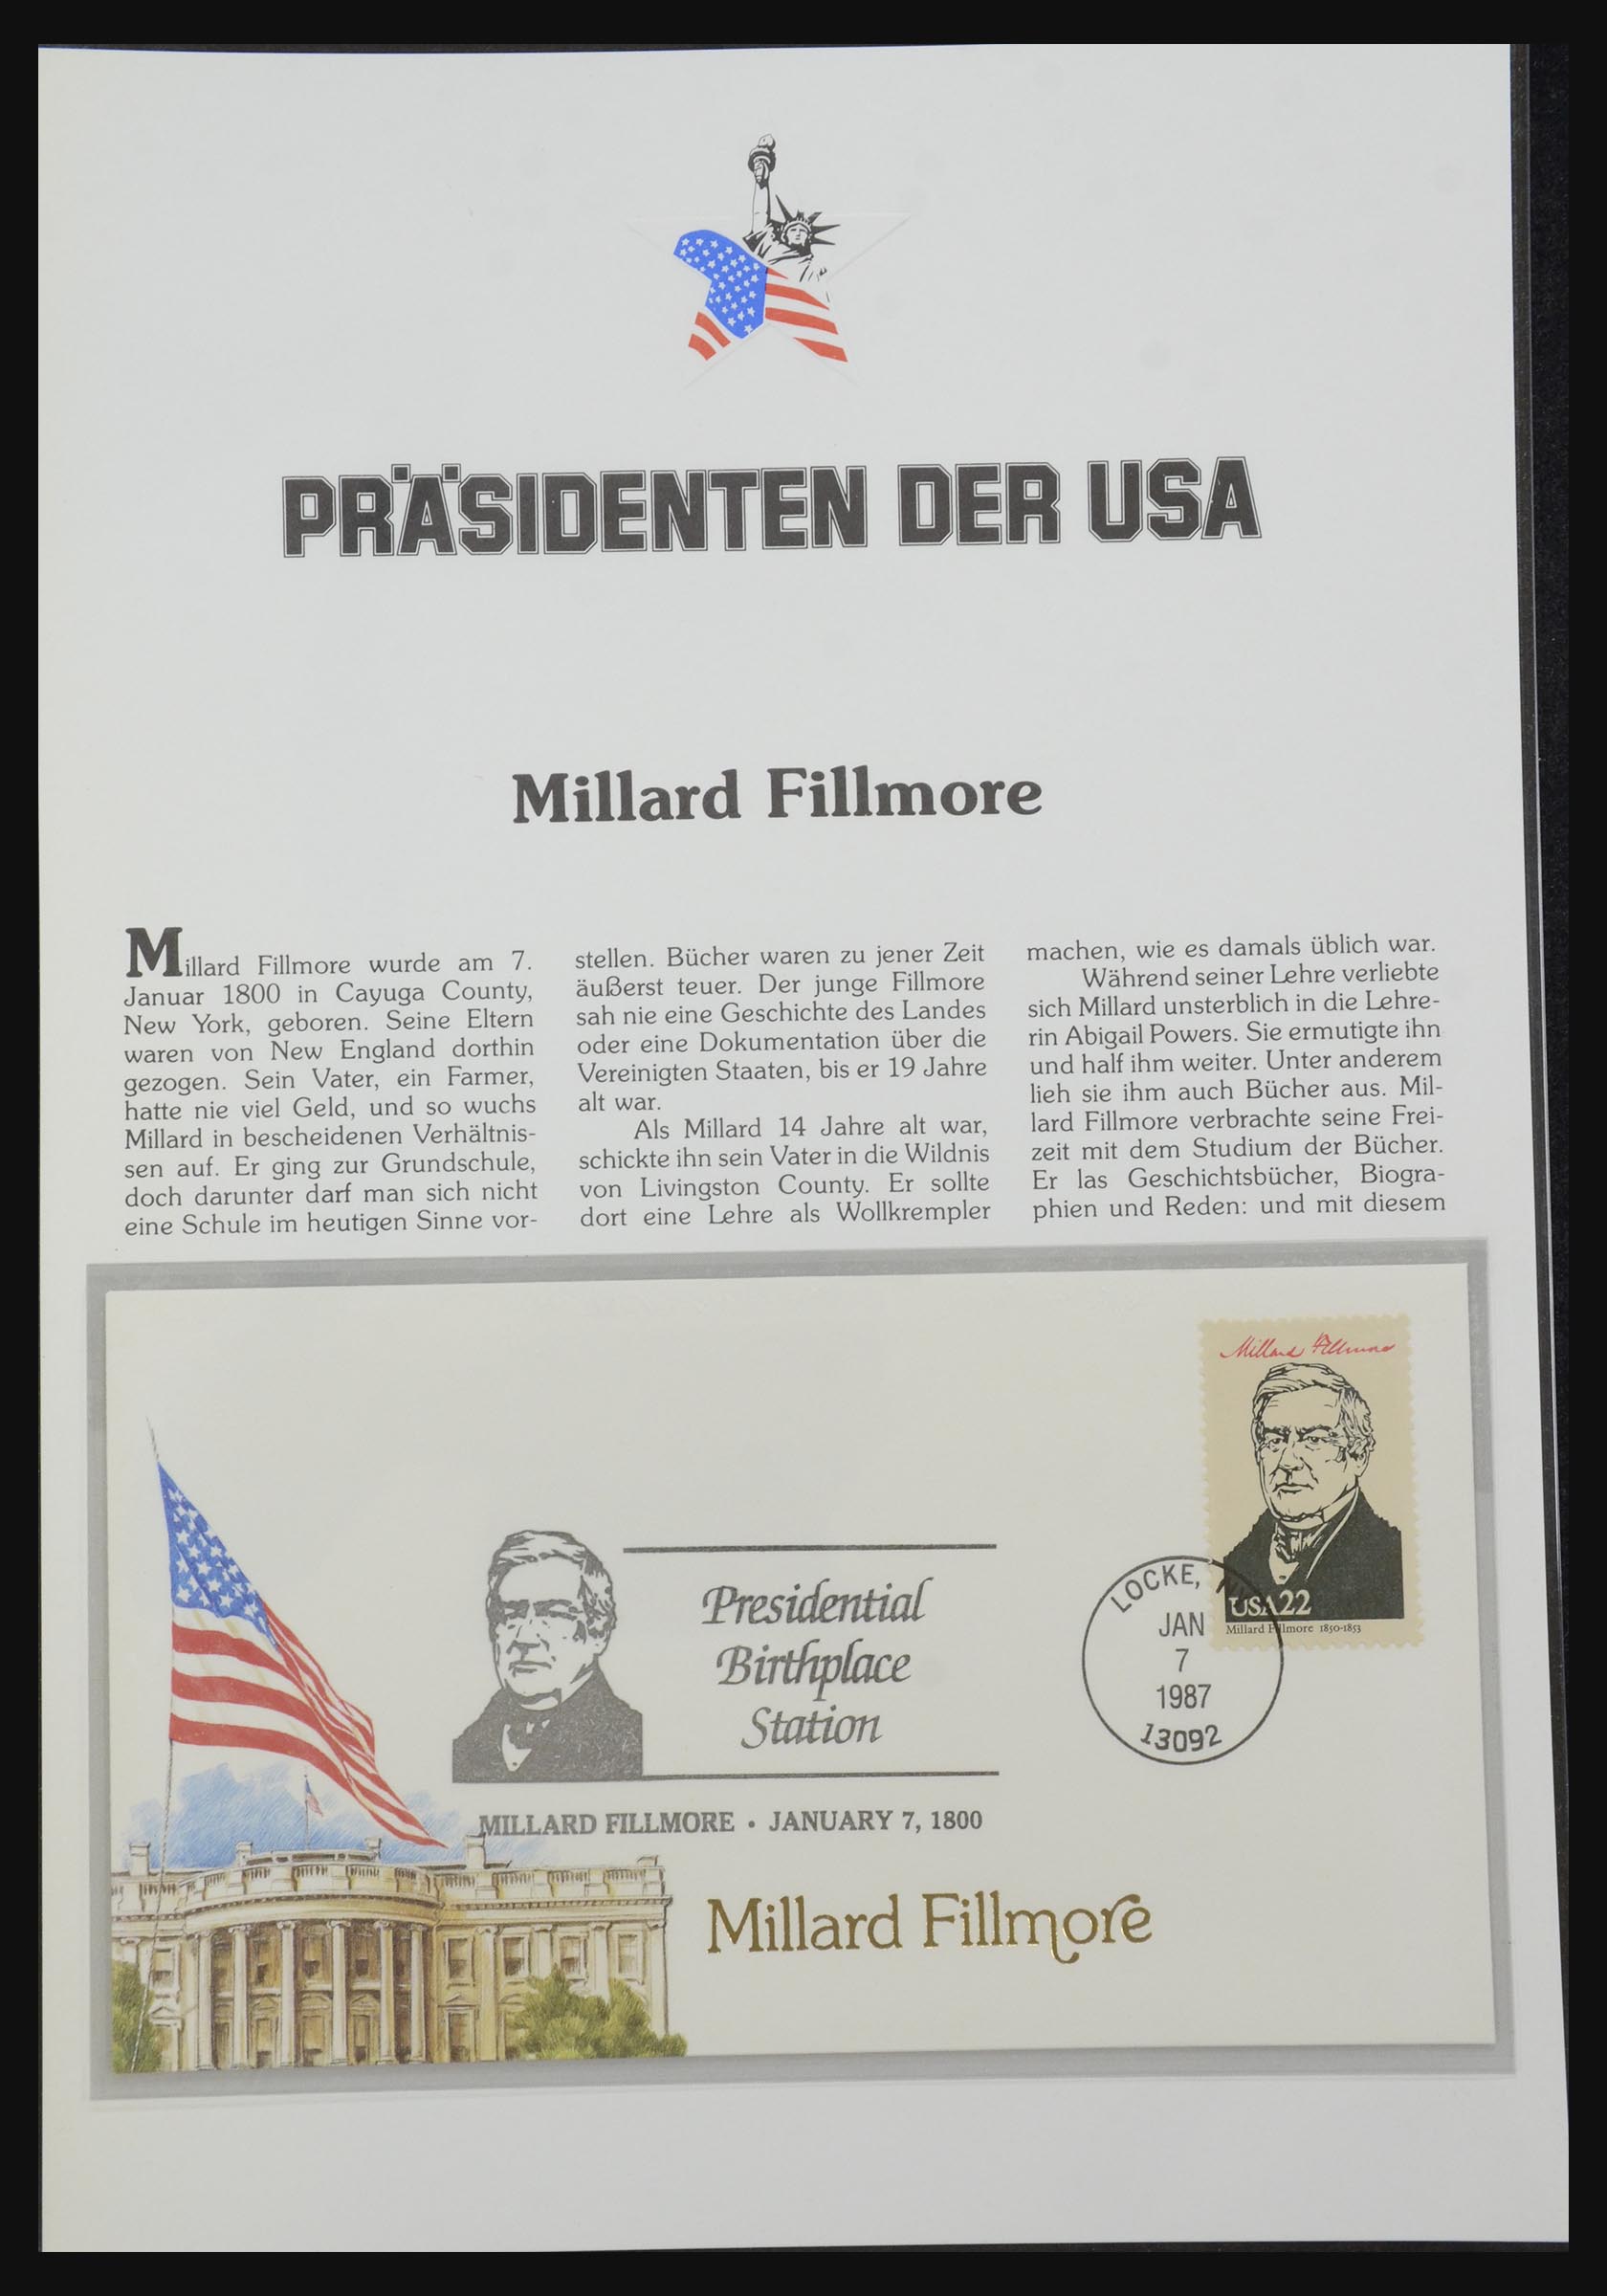 PRÄSIDENTEN DER USA
Millard Fillmore
Millard Fillmore wurde am 7.
Januar 1800 in Cayuga County,
New York, geboren. Seine Eltern
waren von New England dorthin
gezogen. Sein Vater, ein Farmer,
hatte nie viel Geld, und so wuchs
Millard in bescheidenen Verhältnis-
sen auf. Er ging zur Grundschule,
doch darunter darf man sich nicht
eine Schule im heutigen Sinne vor-
stellen. Bücher waren zu jener Zeit
äußerst teuer. Der junge Fillmore
sah nie eine Geschichte des Landes
oder eine Dokumentation über die
Vereinigten Staaten, bis er 19 Jahre
alt war.
Als Millard 14 Jahre alt war,
schickte ihn sein Vater in die Wildnis
von Livingston County. Er sollte
dort eine Lehre als Wollkrempler
machen, wie es damals üblich war.
Während seiner Lehre verliebte
sich Millard unsterblich in die Lehre-
rin Abigail Powers. Sie ermutigte ihn
und half ihm weiter. Unter anderem
lieh sie ihm auch Bücher aus. Mil-
lard Fillmore verbrachte seine Frei-
zeit mit dem Studium der Bücher.
Er las Geschichtsbücher, Biogra-
phien und Reden: und mit diesem
Millard Fillmore
USA 22
Millard Fillmore 1850-1853
LOCKE,
JAN
7
1987
13092
Presidential
Birthplace
Station
MILLARD FILLMORE • JANUARY 7, 1800
Millard Fillmore